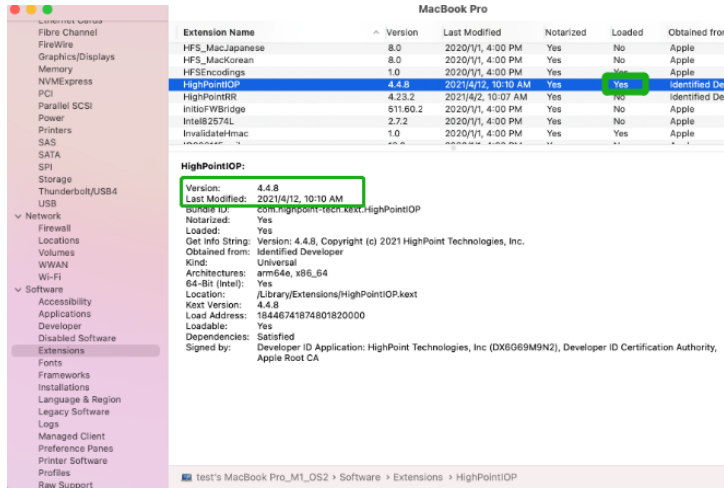 MacBook Pro
Ethernet Cards
Fibre Channel
FireWire
Graphics/Displays
Memory
NVMExpress
PCI
Parallel SCSI
Power
Printers
SAS
SATA
SPI
Storage
Thunderbolt/USB4
USB
Network
Firewall
Locations
Volumes
WWAN
Wi-Fi
Software
Accessibility
Applications
Developer
Disabled Software
Extensions
Fonts
Frameworks
Installations
Language & Region
Legacy Software
Logs
Managed Client
Preference Panes
Printer Software
Profiles
Raw Support
Extension Name Version Last Modified Notarized Loaded Obtained from
HFS_MacJapanese 8.0 2020/1/1, 4:00 PM Yes No Apple
HFS_MacKorean 8.0 2020/1/1, 4:00 PM Yes No Apple
HFSEncodings 1.0 2020/1/1, 4:00 PM Yes Yes Apple
HighPointIOP 4.4.8 2021/4/12, 10:10 AM Yes Yes Identified De
HighPointRR 4.23.2 2021/4/2, 10:07 AM Yes No Identified De
initioFWBridge 511.60.2 2020/1/1, 4:00 PM Yes No Apple
Intel82574L 2.7.2 2020/1/1, 4:00 PM Yes No Apple
InvalidateHmac 1.0 2020/1/1, 4:00 PM Yes Yes Apple
HighPointIOP:
Version: 4.4.8
Last Modified: 2021/4/12, 10:10 AM
Bundle ID: com.highpoint-tech.kext.HighPointIOP
Notarized: Yes
Loaded: Yes
Get Info String: Version: 4.4.8, Copyright (c) 2021 HighPoint Technologies, Inc.
Obtained from: Identified Developer
Kind: Universal
Architectures: arm64e, x86_64
64-Bit (Intel): Yes
Location: /Library/Extensions/HighPointIOP.kext
Kext Version: 4.4.8
Load Address: 18446741874801820000
Loadable: Yes
Dependencies: Satisfied
Signed by: Developer ID Application: HighPoint Technologies, Inc (DX6G69M9N2), Developer ID Certification Authority,
Apple Root CA
test's MacBook Pro_M1_OS2 › Software › Extensions › HighPointIOP